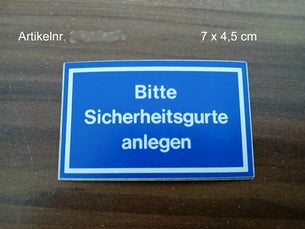 Artikelnr.
7 x 4,5 cm
Bitte
Sicherheitsgurte
anlegen